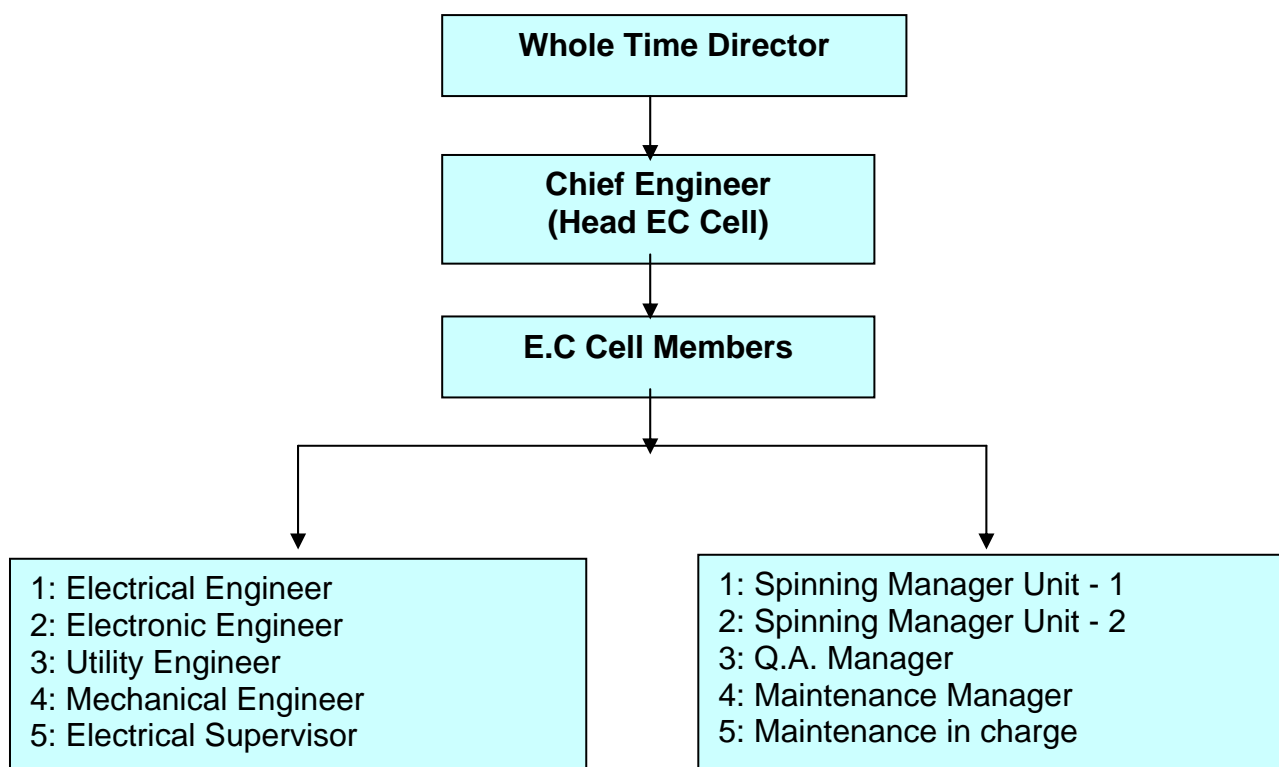 Whole Time Director
Chief Engineer
(Head EC Cell)
E.C Cell Members
1: Electrical Engineer
2: Electronic Engineer
3: Utility Engineer
4: Mechanical Engineer
5: Electrical Supervisor
1: Spinning Manager Unit - 1
2: Spinning Manager Unit - 2
3: Q.A. Manager
4: Maintenance Manager
5: Maintenance in charge